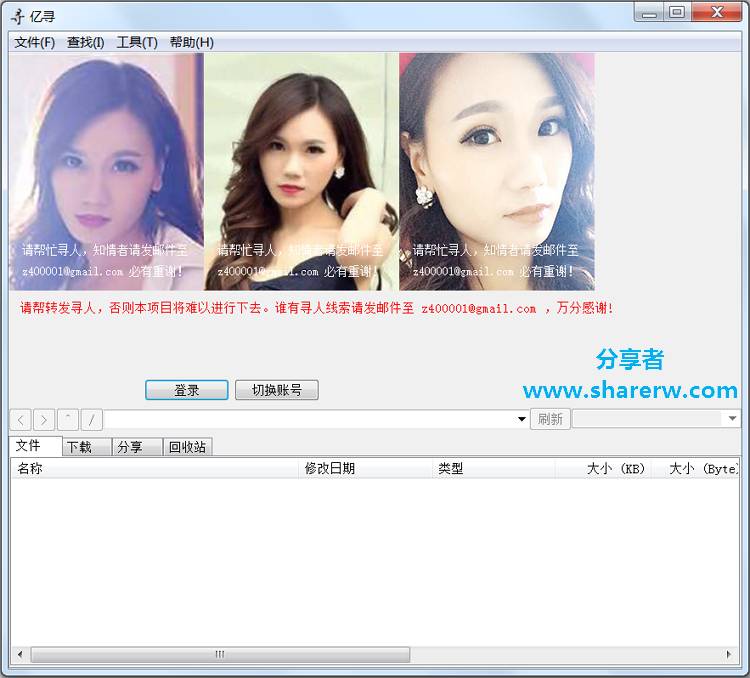 亿寻
文件(F) 查找(I) 工具(T) 帮助(H)
请帮忙寻人，知情者请发邮件至
z400001@gmail.com 必有重谢!
请帮忙寻人，知情者请发邮件至
z400001@gmail.com 必有重谢!
请帮忙寻人，知情者请发邮件至
z400001@gmail.com 必有重谢!
请帮转发寻人，否则本项目将难以进行下去。谁有寻人线索请发邮件至 z400001@gmail.com ，万分感谢!
分享者
www.sharerw.com
登录 切换账号
< > ^ / 刷新
文件 下载 分享 回收站
名称 修改日期 类型 大小 (KB) 大小 (Byte)